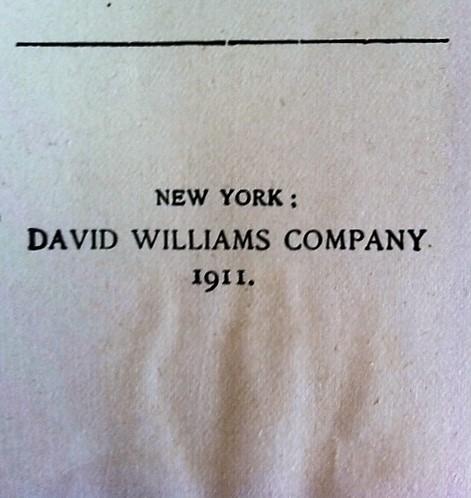 NEW YORK:
DAVID WILLIAMS COMPANY.
1911.